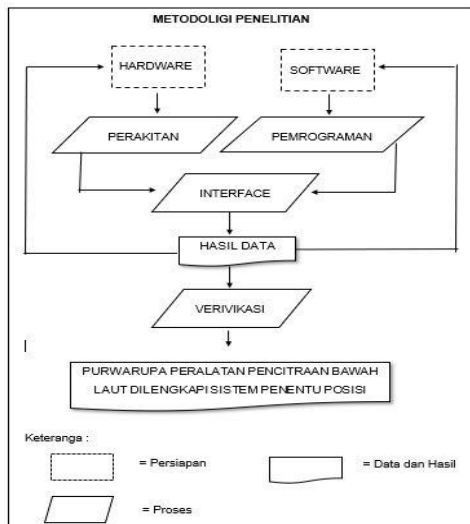 METODOLIGI PENELITIAN
HARDWARE
SOFTWARE
PERAKITAN
PEMROGRAMAN
INTERFACE
HASIL DATA
VERIVIKASI
PURWARUPA PERALATAN PENCITRAAN BAWAH
LAUT DILENGKAPI SISTEM PENENTU POSISI
Keteranga :
= Persiapan
= Data dan Hasil
= Proses